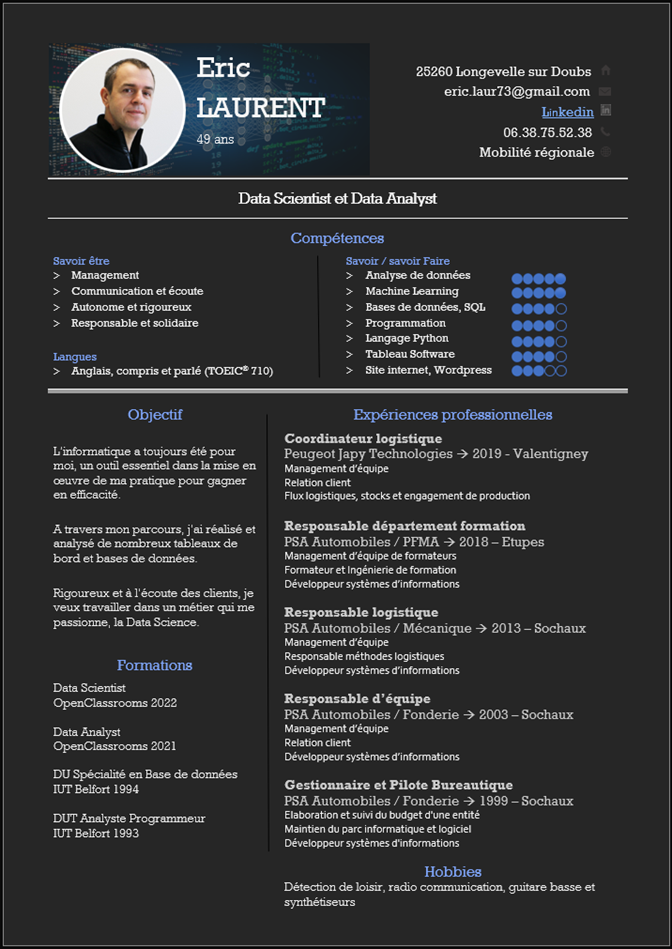 Eric
LAURENT
49 ans
25260 Longevelle sur Doubs
eric.laur73@gmail.com
Linkedin
06.38.75.52.38
Mobilité régionale
Data Scientist et Data Analyst
Compétences
Savoir être
> Management
> Communication et écoute
> Autonome et rigoureux
> Responsable et solidaire
Langues
> Anglais, compris et parlé (TOEIC® 710)
Savoir / savoir Faire
> Analyse de données
> Machine Learning
> Bases de données, SQL
> Programmation
> Langage Python
> Tableau Software
> Site internet, Wordpress
Objectif
L'informatique a toujours été pour
moi, un outil essentiel dans la mise en
œuvre de ma pratique pour gagner
en efficacité.
A travers mon parcours, j'ai réalisé et
analysé de nombreux tableaux de
bord et bases de données.
Rigoureux et à l'écoute des clients, je
veux travailler dans un métier qui me
passionne, la Data Science.
Formations
Data Scientist
OpenClassrooms 2022
Data Analyst
OpenClassrooms 2021
DU Spécialité en Base de données
IUT Belfort 1994
DUT Analyste Programmeur
IUT Belfort 1993
Expériences professionnelles
Coordinateur logistique
Peugeot Japy Technologies → 2019 - Valentigney
Management d'équipe
Relation client
Flux logistiques, stocks et engagement de production
Responsable département formation
PSA Automobiles / PFMA → 2018 – Etupes
Management d'équipe de formateurs
Formateur et Ingénierie de formation
Développeur systèmes d'informations
Responsable logistique
PSA Automobiles / Mécanique → 2013 – Sochaux
Management d'équipe
Responsable méthodes logistiques
Développeur systèmes d'informations
Responsable d'équipe
PSA Automobiles / Fonderie → 2003 – Sochaux
Management d'équipe
Relation client
Développeur systèmes d'informations
Gestionnaire et Pilote Bureautique
PSA Automobiles / Fonderie → 1999 – Sochaux
Elaboration et suivi du budget d'une entité
Maintien du parc informatique et logiciel
Développeur systèmes d'informations
Hobbies
Détection de loisir, radio communication, guitare basse et
synthétiseurs